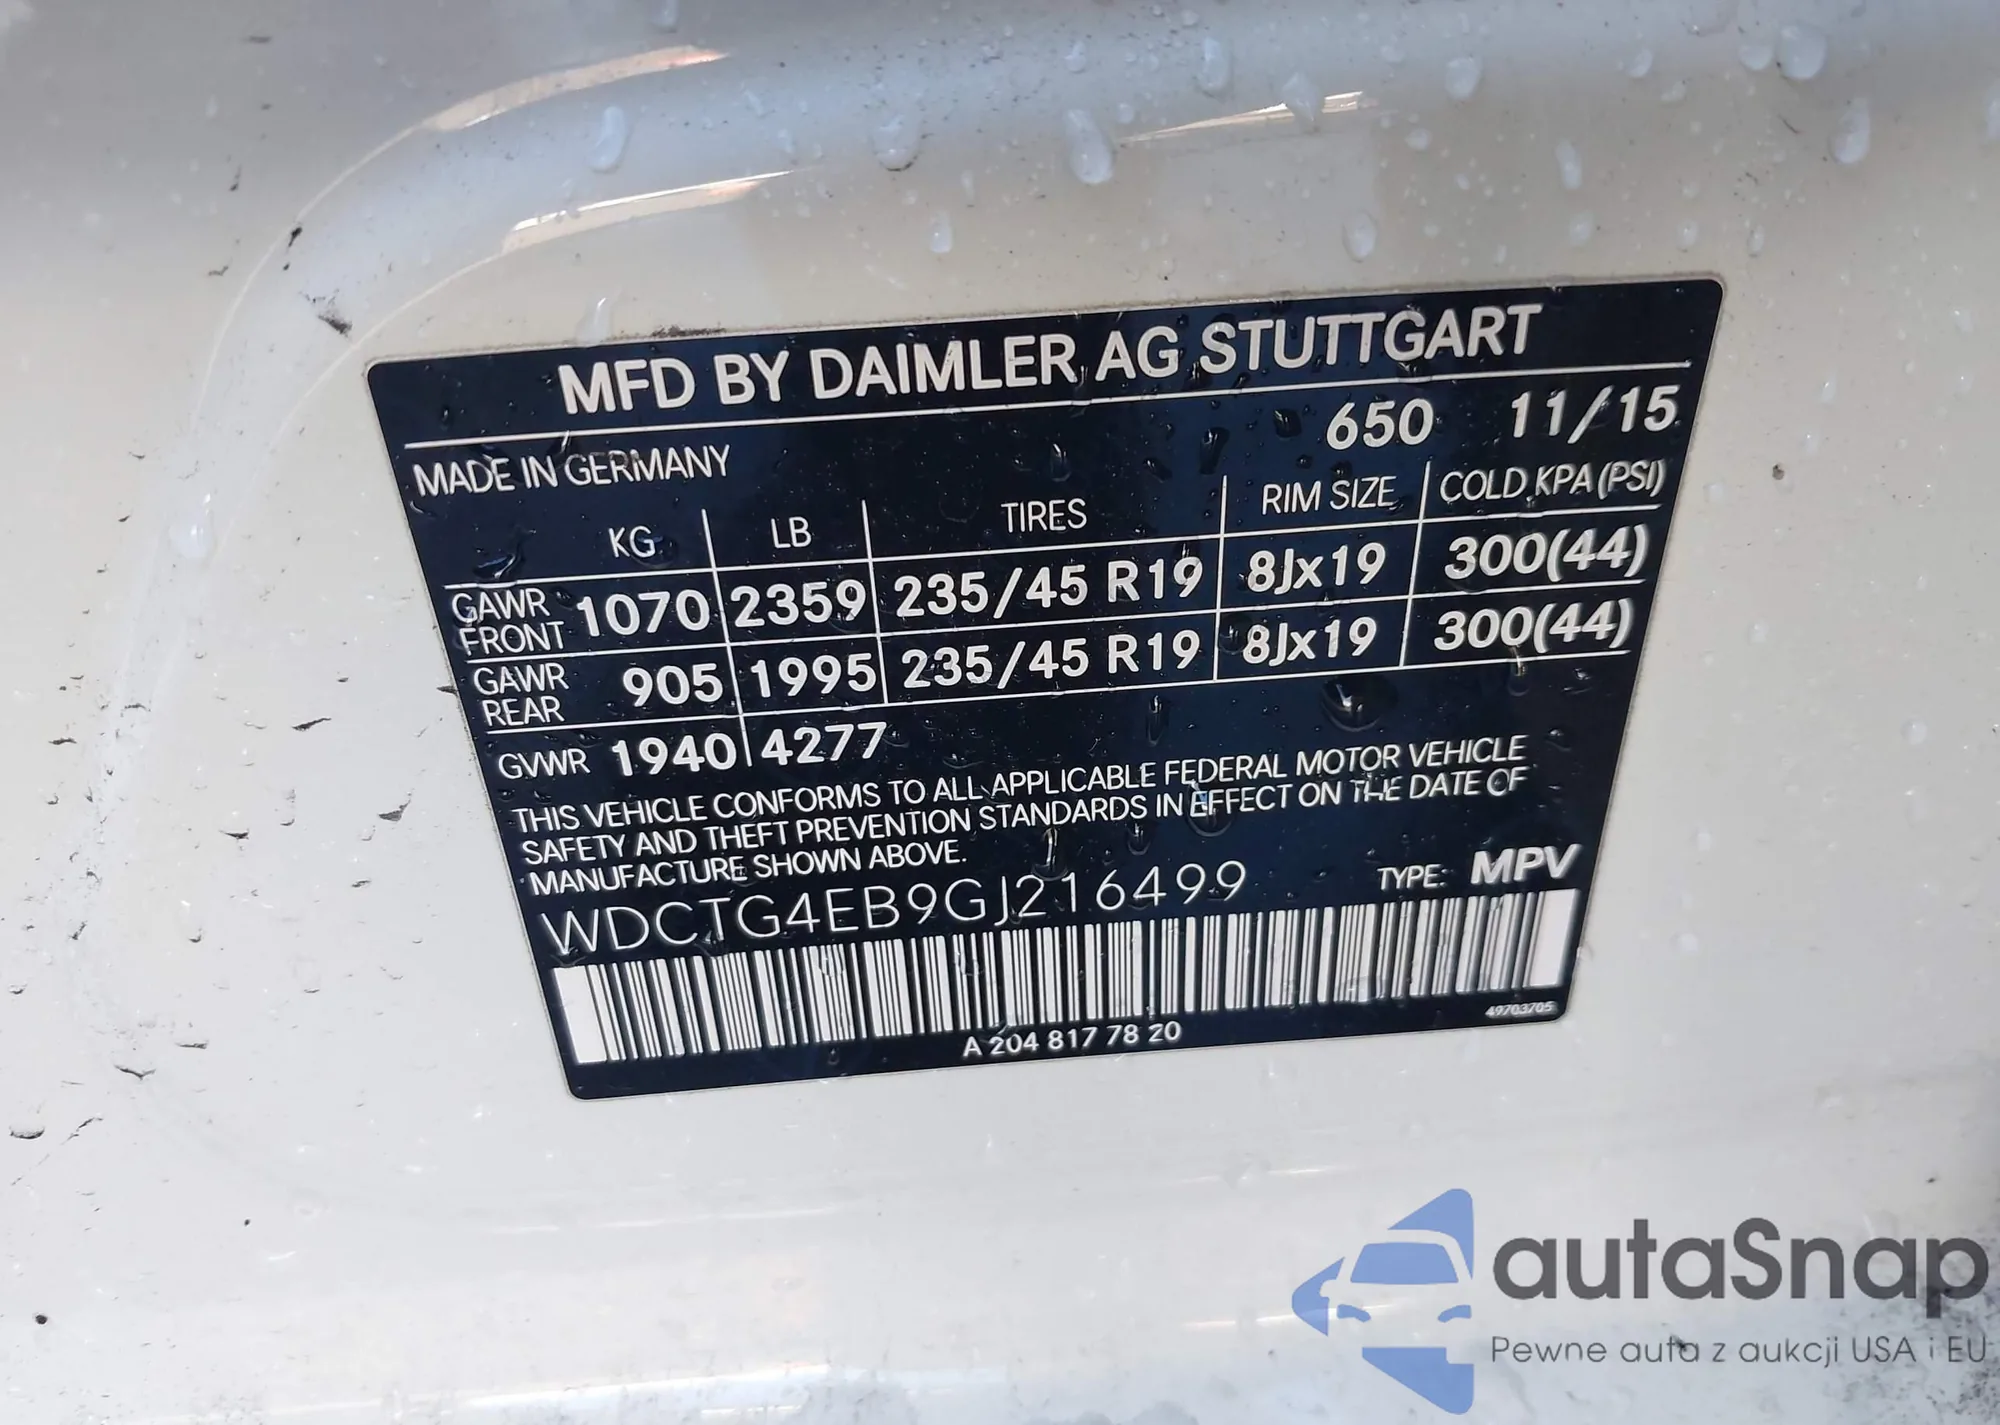 MFD BY DAIMLER AG STUTTGART
650 11/15
MADE IN GERMANY
KG LB TIRES RIM SIZE COLD KPA (PSI)
GAWR FRONT 1070 2359 235/45 R19 8Jx19 300(44)
GAWR REAR 905 1995 235/45 R19 8Jx19 300(44)
GVWR 1940 4277
THIS VEHICLE CONFORMS TO ALL APPLICABLE FEDERAL MOTOR VEHICLE
SAFETY AND THEFT PREVENTION STANDARDS IN EFFECT ON THE DATE OF
MANUFACTURE SHOWN ABOVE.
WDCTG4EB9GJ216499 TYPE: MPV
49703705
A 204 817 78 20
autaSnap
Pewne auta z aukcji USA i EU